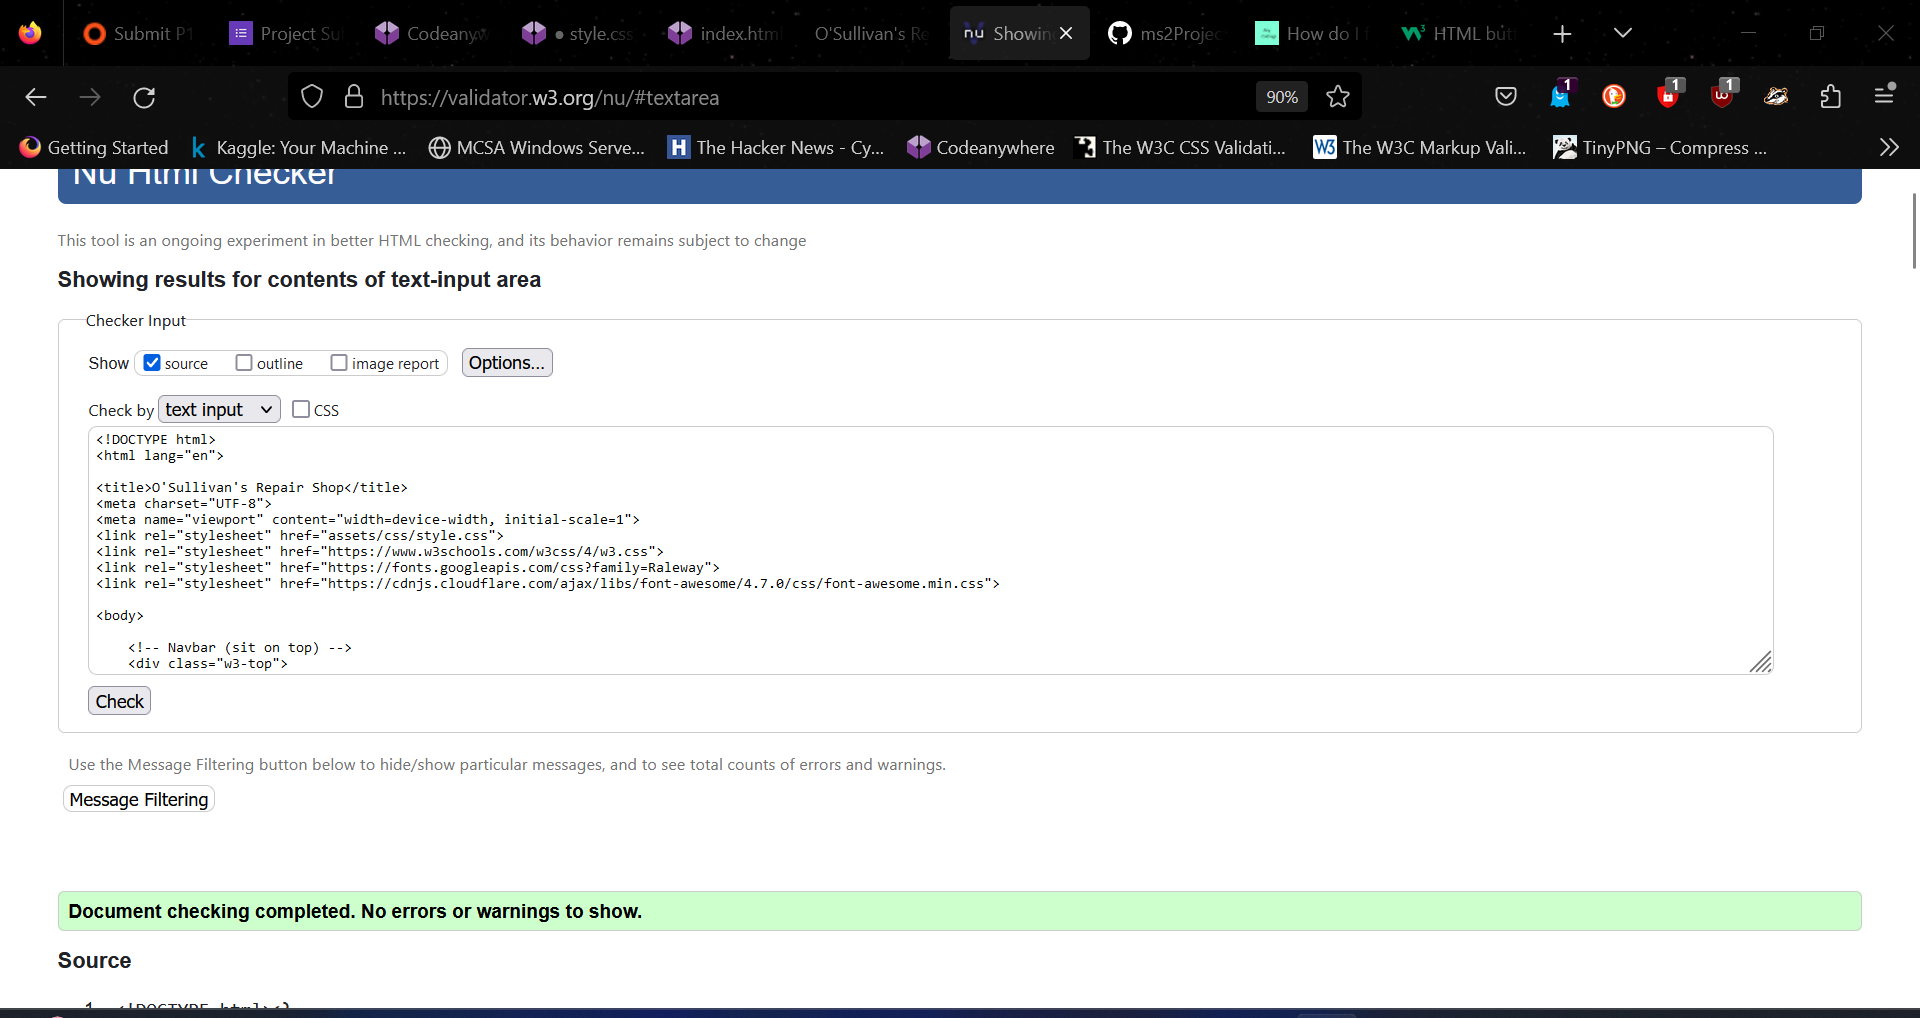 Submit P1
Project Su
Codeanyw
● style.css
index.html
O'Sullivan's Re
nu Showin
ms2Projec
How do I f
HTML butt
https://validator.w3.org/nu/#textarea
90%
1
1
1
Getting Started
Kaggle: Your Machine ...
MCSA Windows Serve...
H The Hacker News - Cy...
Codeanywhere
The W3C CSS Validati...
W3 The W3C Markup Vali...
TinyPNG – Compress ...
Nu Html Checker
This tool is an ongoing experiment in better HTML checking, and its behavior remains subject to change
Showing results for contents of text-input area
Checker Input
Show source outline image report Options...
Check by text input CSS
<!DOCTYPE html>
<html lang="en">
<title>O'Sullivan's Repair Shop</title>
<meta charset="UTF-8">
<meta name="viewport" content="width=device-width, initial-scale=1">
<link rel="stylesheet" href="assets/css/style.css">
<link rel="stylesheet" href="https://www.w3schools.com/w3css/4/w3.css">
<link rel="stylesheet" href="https://fonts.googleapis.com/css?family=Raleway">
<link rel="stylesheet" href="https://cdnjs.cloudflare.com/ajax/libs/font-awesome/4.7.0/css/font-awesome.min.css">
<body>
<!-- Navbar (sit on top) -->
<div class="w3-top">
Check
Use the Message Filtering button below to hide/show particular messages, and to see total counts of errors and warnings.
Message Filtering
Document checking completed. No errors or warnings to show.
Source
1. <!DOCTYPE html>